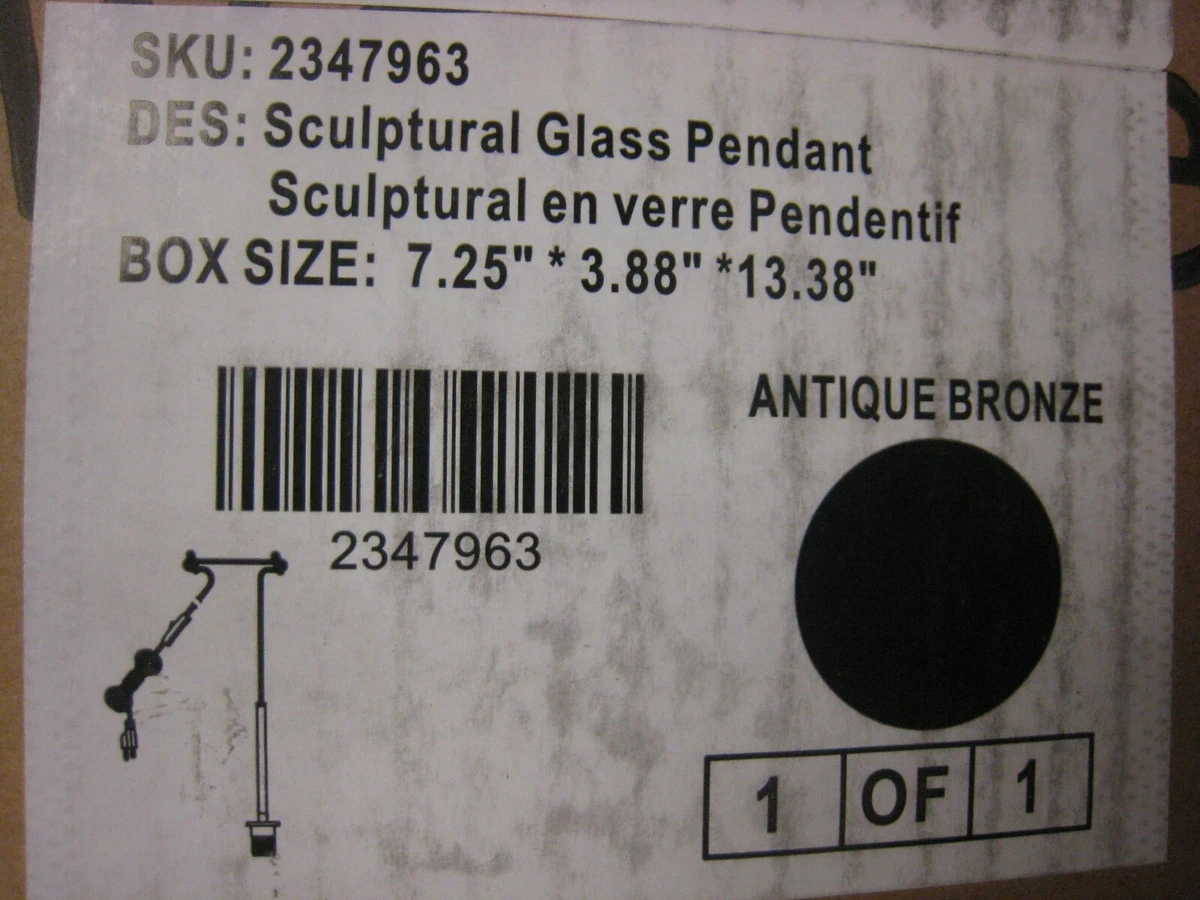 SKU: 2347963
DES: Sculptural Glass Pendant
Sculptural en verre Pendentif
BOX SIZE: 7.25" * 3.88" *13.38"
2347963
ANTIQUE BRONZE
1 OF 1